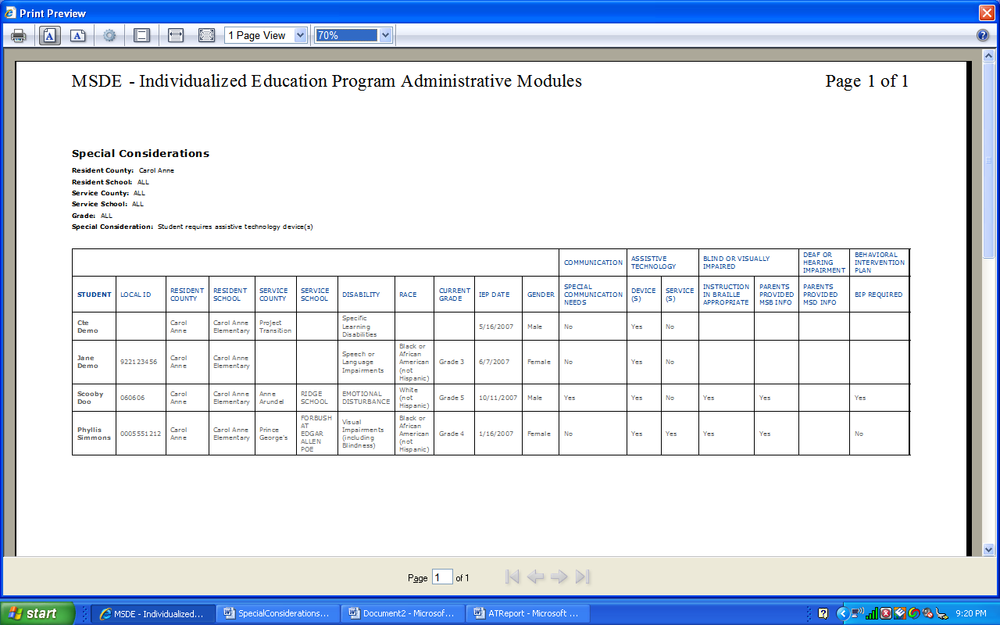 Print Preview
1 Page View 70%
MSDE - Individualized Education Program Administrative Modules Page 1 of 1
Special Considerations
Resident County: Carol Anne
Resident School: ALL
Service County: ALL
Service School: ALL
Grade: ALL
Special Consideration: Student requires assistive technology device(s)
COMMUNICATION ASSISTIVE TECHNOLOGY BLIND OR VISUALLY IMPAIRED DEAF OR HEARING IMPAIRMENT BEHAVIORAL INTERVENTION PLAN
STUDENT LOCAL ID RESIDENT COUNTY RESIDENT SCHOOL SERVICE COUNTY SERVICE SCHOOL DISABILITY RACE CURRENT GRADE IEP DATE GENDER SPECIAL COMMUNICATION NEEDS DEVICE (S) SERVICE (S) INSTRUCTION IN BRAILLE APPROPRIATE PARENTS PROVIDED MSB INFO PARENTS PROVIDED MSD INFO BIP REQUIRED
Cte Demo Carol Anne Carol Anne Elementary Project Transition Specific Learning Disabilities 5/16/2007 Male No Yes No
Jane Demo 922123456 Carol Anne Carol Anne Elementary Speech or Language Impairments Black or African American (not Hispanic) Grade 3 6/7/2007 Female No Yes No
Scooby Doo 060606 Carol Anne Carol Anne Elementary Anne Arundel RIDGE SCHOOL EMOTIONAL DISTURBANCE White (not Hispanic) Grade 5 10/11/2007 Male Yes Yes No Yes Yes Yes
Phyllis Simmons 0005551212 Carol Anne Carol Anne Elementary Prince George's FORBUSH AT EDGAR ALLEN POE Visual Impairments (including Blindness) Black or African American (not Hispanic) Grade 4 1/16/2007 Female No Yes Yes Yes Yes No
Page 1 of 1
start MSDE - Individualized... SpecialConsiderations... Document2 - Microsof... ATReport - Microsoft ... 9:20 PM